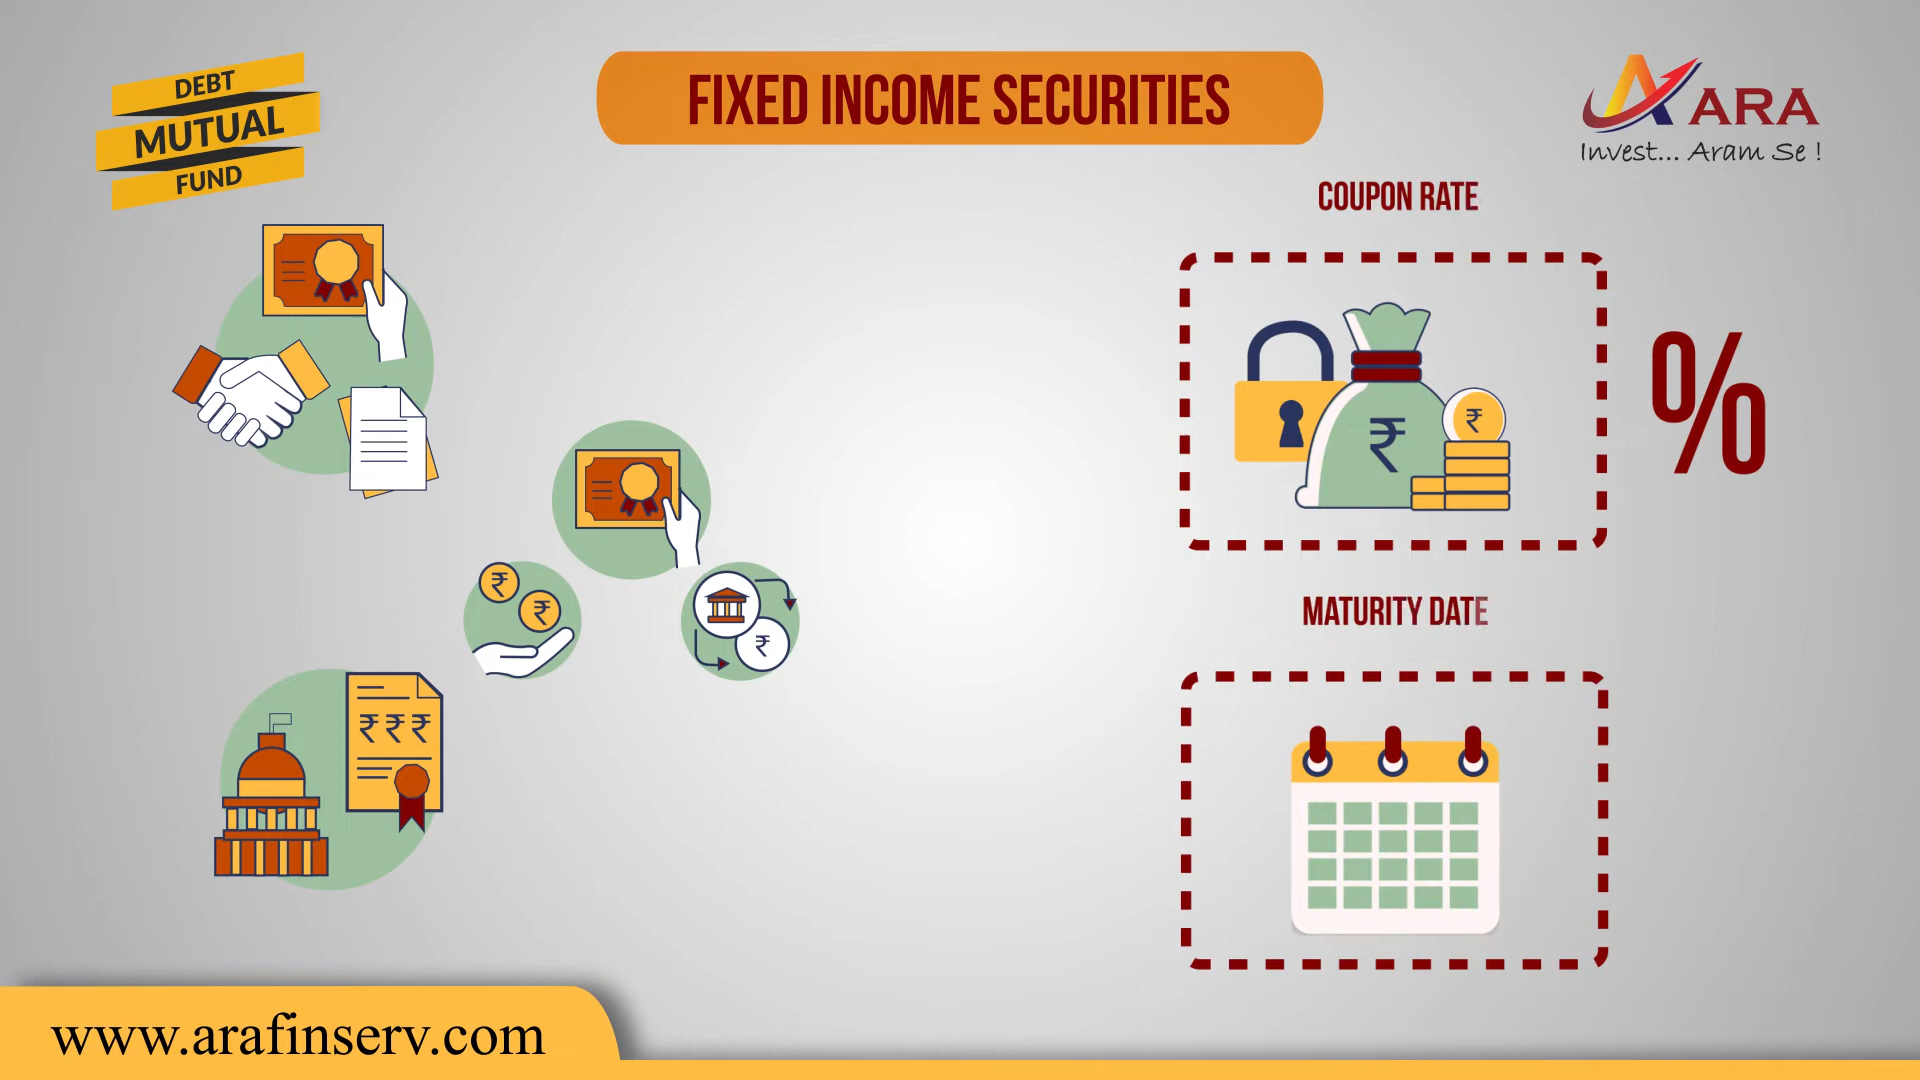 DEBT
MUTUAL
FUND
FIXED INCOME SECURITIES
ARA
Invest... Aram Se !
COUPON RATE
₹
₹
%
₹
₹
₹
MATURITY DATE
₹₹₹
www.arafinserv.com